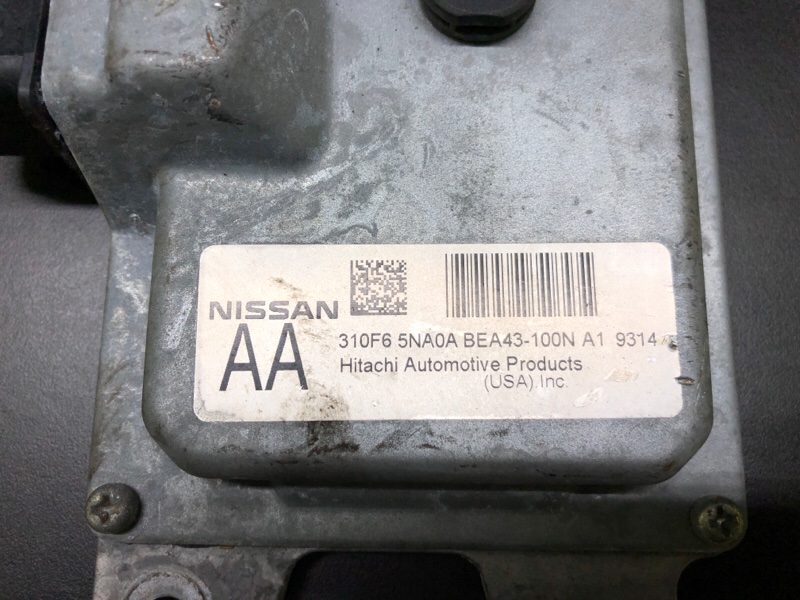 NISSAN
AA
310F6 5NA0A BEA43-100N A1 9314
Hitachi Automotive Products
(USA), Inc.